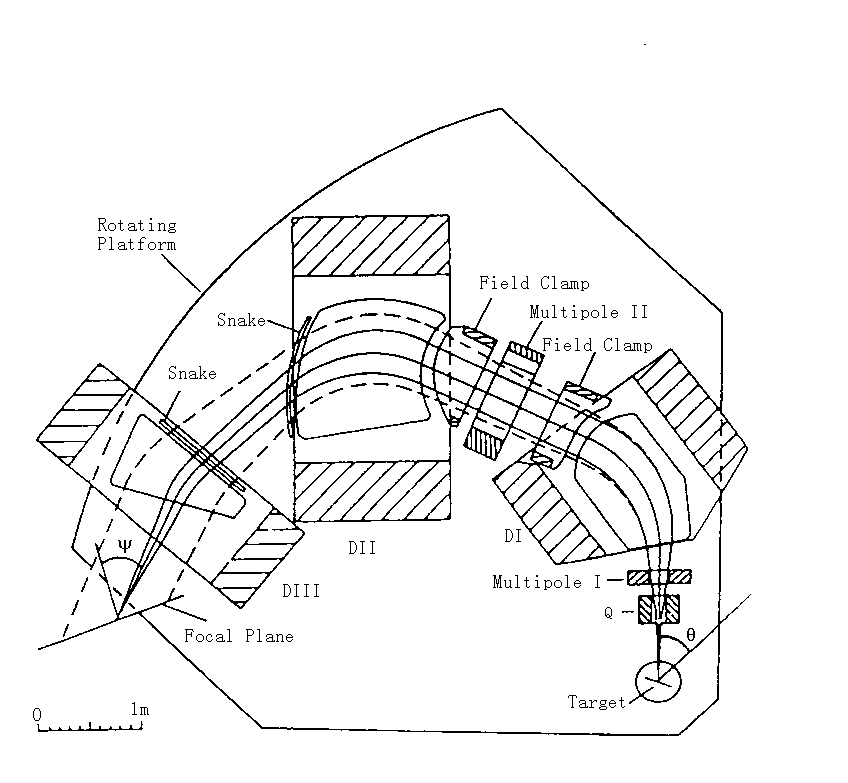 Rotating
Platform
Field Clamp
Multipole II
Snake
Field Clamp
Snake
DI
DII
Ψ
Multipole I
DIII
Q
Focal Plane
θ
Target
0
1m